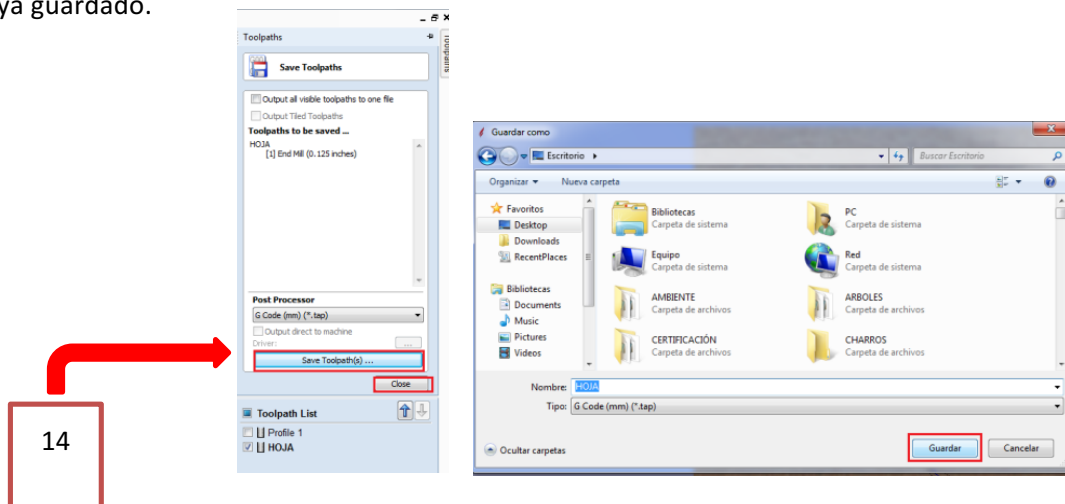 ya guardado.
Toolpaths
Toolpaths
Save Toolpaths
Output all visible toolpaths to one file
Output Tiled Toolpaths
Toolpaths to be saved ...
HOJA
[1] End Mill (0.125 inches)
Post Processor
G Code (mm) (*.tap)
Output direct to machine
Driver:
...
Save Toolpath(s) ...
Close
Toolpath List
Profile 1
HOJA
14
Guardar como
Escritorio
Buscar Escritorio
Organizar
Nueva carpeta
Favoritos
Desktop
Downloads
RecentPlaces
Bibliotecas
Documents
Music
Pictures
Videos
Bibliotecas
Carpeta de sistema
PC
Carpeta de sistema
Equipo
Carpeta de sistema
Red
Carpeta de sistema
AMBIENTE
Carpeta de archivos
ARBOLES
Carpeta de archivos
CERTIFICACIÓN
Carpeta de archivos
CHARROS
Carpeta de archivos
Nombre: HOJA
Tipo: G Code (mm) (*.tap)
Ocultar carpetas
Guardar
Cancelar